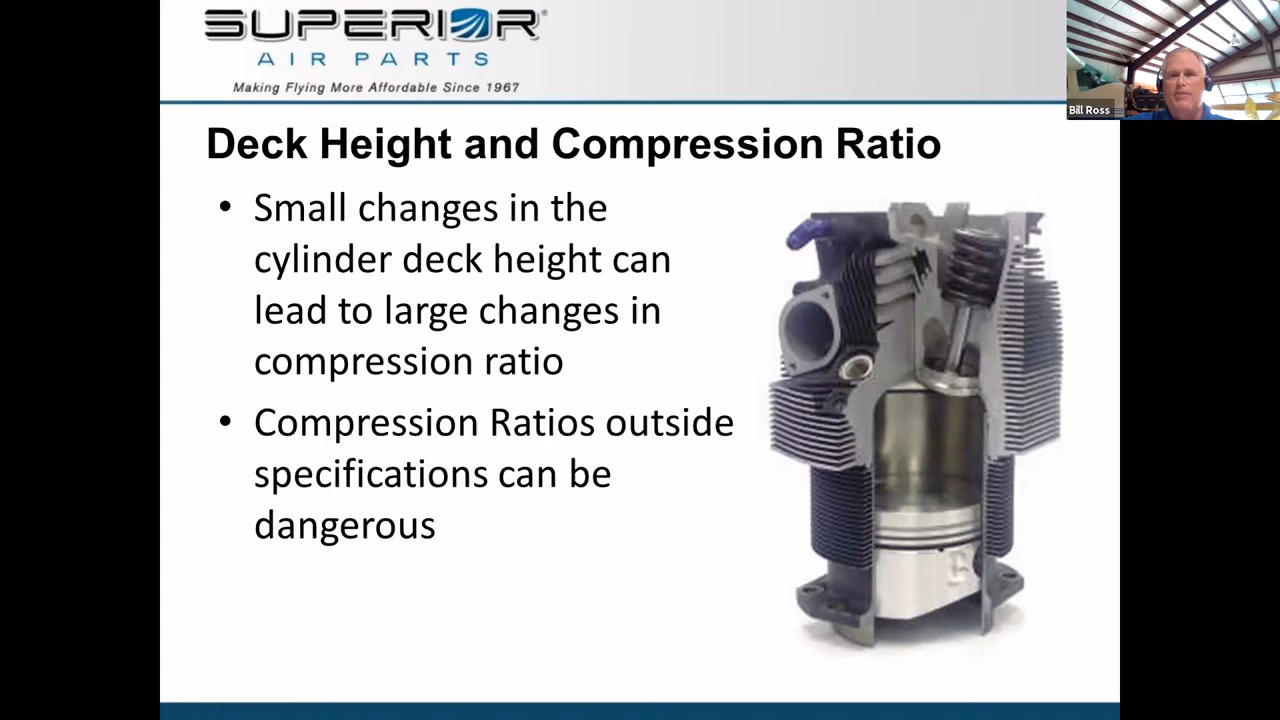 SUPERIOR®
AIR PARTS
Making Flying More Affordable Since 1967
Bill Ross
Deck Height and Compression Ratio
• Small changes in the
cylinder deck height can
lead to large changes in
compression ratio
• Compression Ratios outside
specifications can be
dangerous